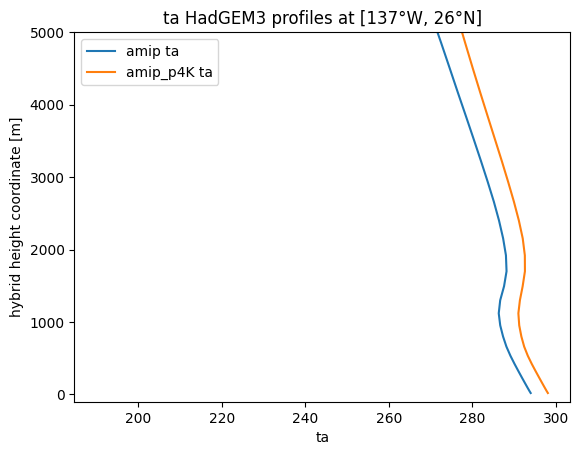 ta HadGEM3 profiles at [137°W, 26°N]
amip ta
amip_p4K ta
hybrid height coordinate [m]
5000
4000
3000
2000
1000
0
200 220 240 260 280 300
ta